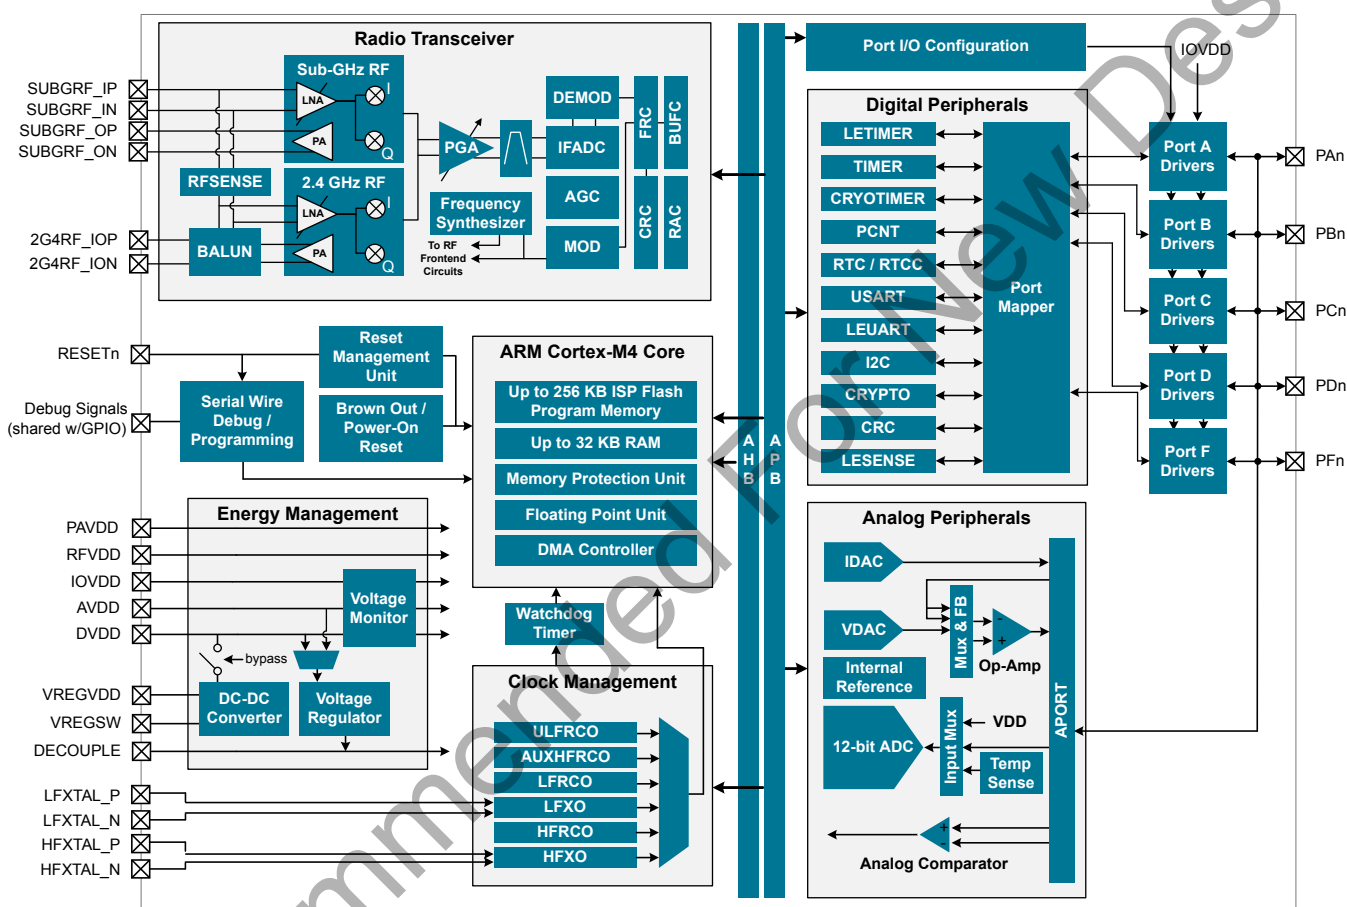 Radio Transceiver
Sub-GHz RF
LNA
I
PA
Q
SUBGRF_IP
SUBGRF_IN
SUBGRF_OP
SUBGRF_ON
RFSENSE
2.4 GHz RF
LNA
I
PA
Q
BALUN
2G4RF_IOP
2G4RF_ION
PGA
DEMOD
IFADC
AGC
MOD
FRC
BUFC
CRC
RAC
Frequency
Synthesizer
To RF
Frontend
Circuits
RESETn
Debug Signals
(shared w/GPIO)
Reset
Management
Unit
Serial Wire
Debug /
Programming
Brown Out /
Power-On
Reset
ARM Cortex-M4 Core
Up to 256 KB ISP Flash
Program Memory
Up to 32 KB RAM
Memory Protection Unit
Floating Point Unit
DMA Controller
Watchdog
Timer
Energy Management
PAVDD
RFVDD
IOVDD
AVDD
DVDD
Voltage
Monitor
bypass
VREGVDD
VREGSW
DECOUPLE
DC-DC
Converter
Voltage
Regulator
Clock Management
ULFRCO
AUXHFRCO
LFRCO
LFXO
HFRCO
HFXO
LFXTAL_P
LFXTAL_N
HFXTAL_P
HFXTAL_N
AHB
APB
Port I/O Configuration
IOVDD
Digital Peripherals
LETIMER
TIMER
CRYOTIMER
PCNT
RTC / RTCC
USART
LEUART
I2C
CRYPTO
CRC
LESENSE
Port
Mapper
Port A
Drivers
Port B
Drivers
Port C
Drivers
Port D
Drivers
Port F
Drivers
PAn
PBn
PCn
PDn
PFn
Analog Peripherals
IDAC
VDAC
Mux & FB
-
+
Op-Amp
Internal
Reference
12-bit ADC
Input Mux
VDD
Temp
Sense
APORT
+
-
Analog Comparator
mmended For New Des